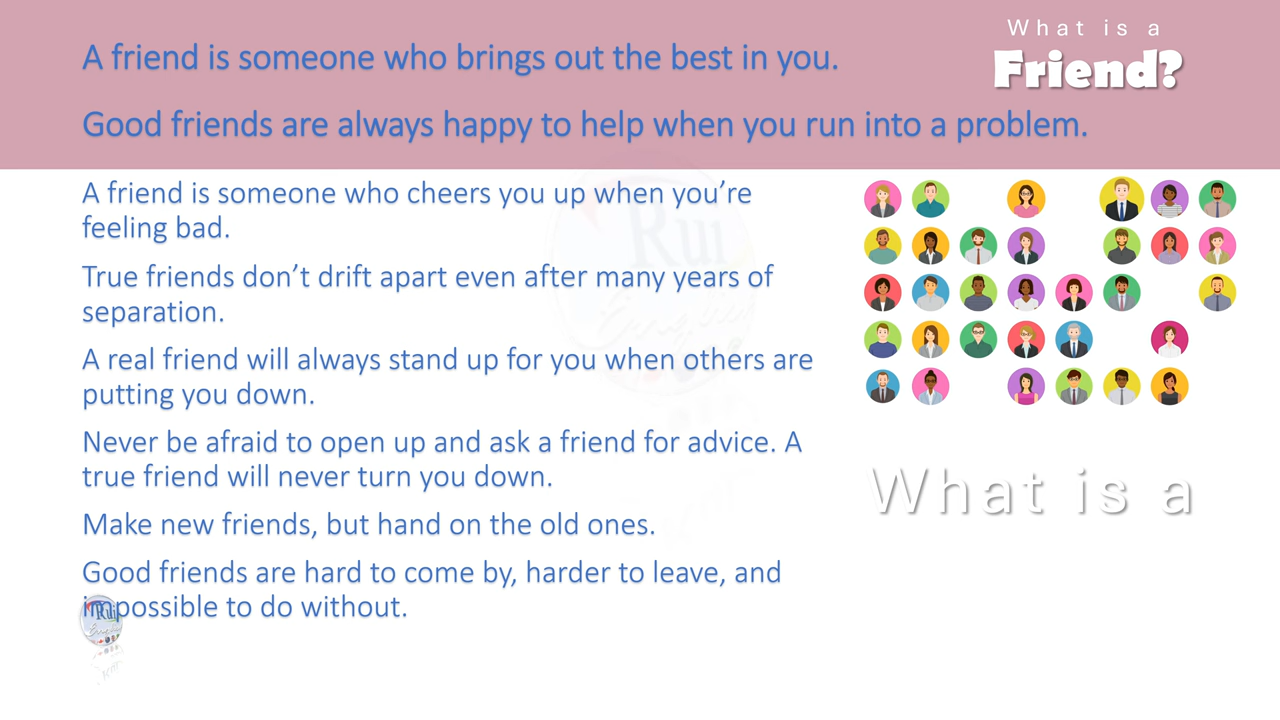 What is a
Friend?
A friend is someone who brings out the best in you.
Good friends are always happy to help when you run into a problem.
A friend is someone who cheers you up when you’re
feeling bad.
True friends don’t drift apart even after many years of
separation.
A real friend will always stand up for you when others are
putting you down.
Never be afraid to open up and ask a friend for advice. A
true friend will never turn you down.
Make new friends, but hand on the old ones.
Good friends are hard to come by, harder to leave, and
impossible to do without.
What is a
Rui
Rui